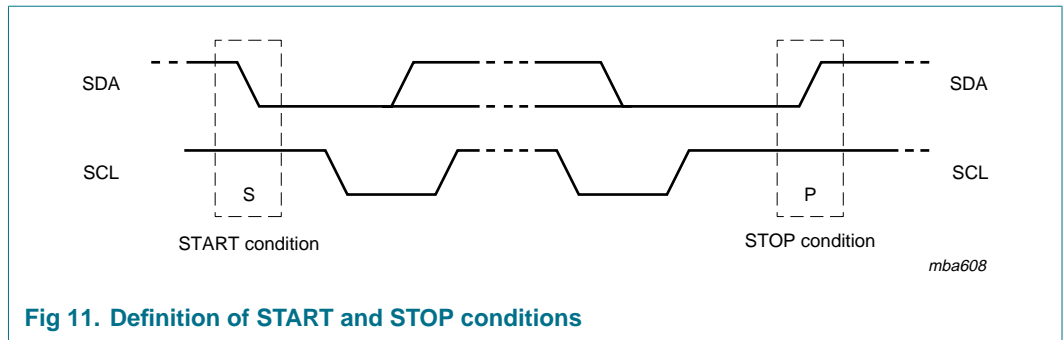 SDA
SDA
SCL
SCL
S
P
START condition
STOP condition
mba608
Fig 11. Definition of START and STOP conditions